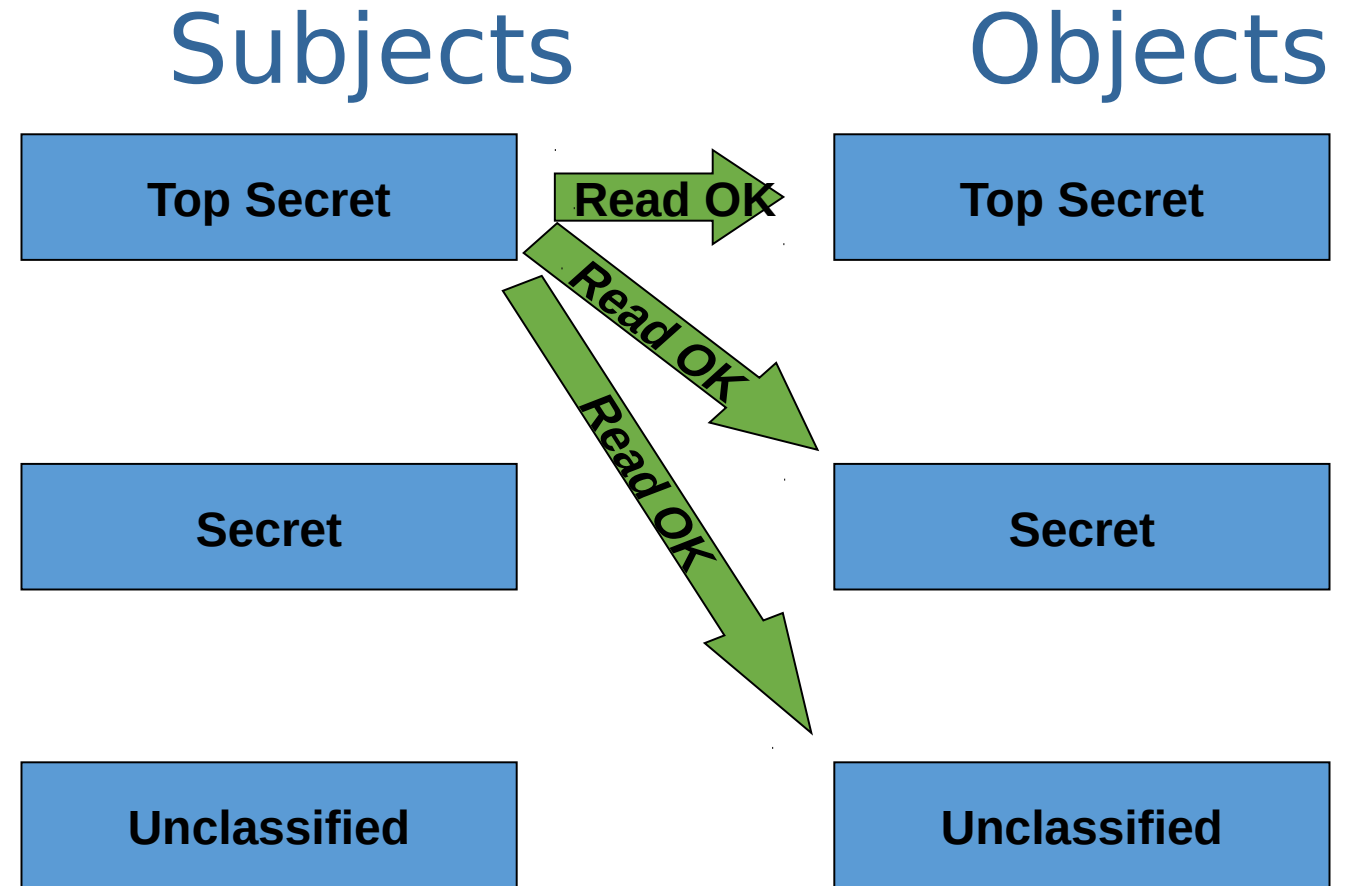 Subjects
Objects
Top Secret
Read OK
Top Secret
Read OK
Read OK
Secret
Secret
Unclassified
Unclassified